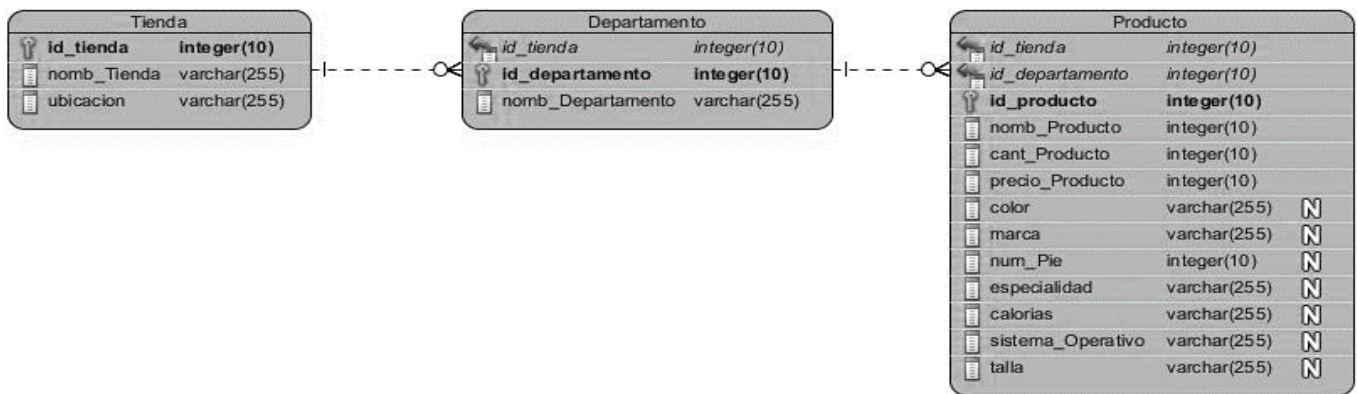 Tienda
id_tienda integer(10)
nomb_Tienda varchar(255)
ubicacion varchar(255)
Departamento
id_tienda integer(10)
id_departamento integer(10)
nomb_Departamento varchar(255)
Producto
id_tienda integer(10)
id_departamento integer(10)
id_producto integer(10)
nomb_Producto integer(10)
cant_Producto integer(10)
precio_Producto integer(10)
color varchar(255) N
marca varchar(255) N
num_Pie integer(10) N
especialidad varchar(255) N
calorias varchar(255) N
sistema_Operativo varchar(255) N
talla varchar(255) N